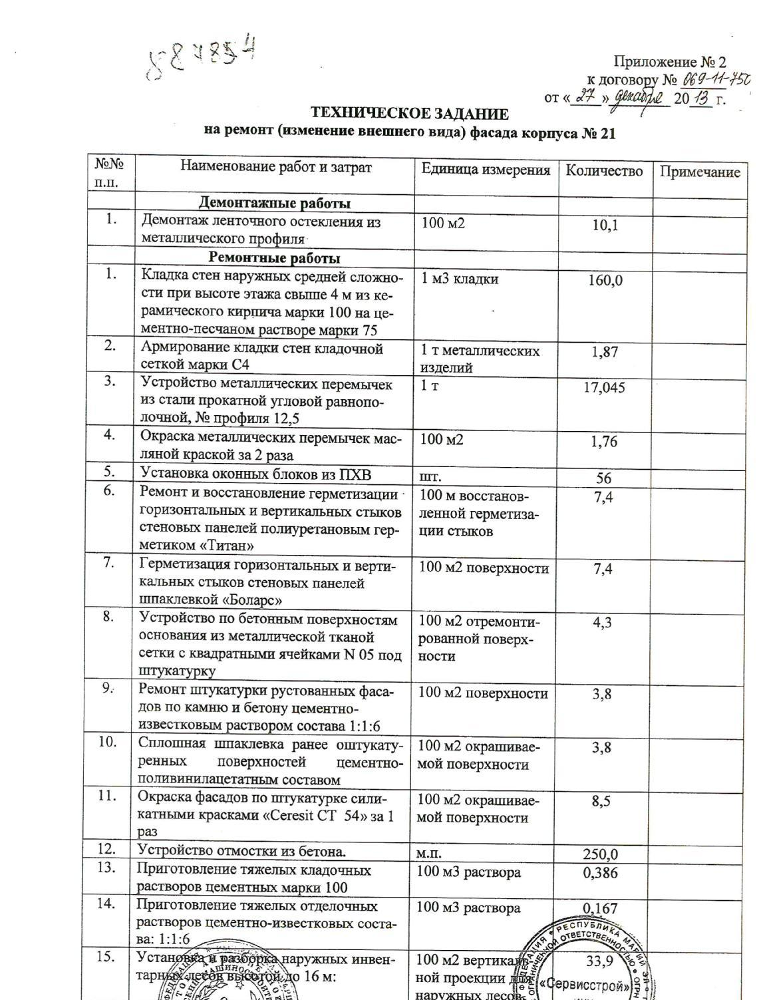 887854
Приложение № 2
к договору № 069-11-750
от « 27 » декабре 20 13 г.
ТЕХНИЧЕСКОЕ ЗАДАНИЕ
на ремонт (изменение внешнего вида) фасада корпуса № 21
№№ Наименование работ и затрат Единица измерения Количество Примечание
п.п.
Демонтажные работы
1. Демонтаж ленточного остекления из 100 м2 10,1
металлического профиля
Ремонтные работы
1. Кладка стен наружных средней сложно- 1 м3 кладки 160,0
сти при высоте этажа свыше 4 м из ке-
рамического кирпича марки 100 на це-
ментно-песчаном растворе марки 75
2. Армирование кладки стен кладочной 1 т металлических 1,87
сеткой марки С4 изделий
3. Устройство металлических перемычек 1 т 17,045
из стали прокатной угловой равнопо-
лочной, № профиля 12,5
4. Окраска металлических перемычек мас- 100 м2 1,76
ляной краской за 2 раза
5. Установка оконных блоков из ПХВ шт. 56
6. Ремонт и восстановление герметизации 100 м восстанов- 7,4
горизонтальных и вертикальных стыков ленной герметиза-
стеновых панелей полиуретановым гер- ции стыков
метиком «Титан»
7. Герметизация горизонтальных и верти- 100 м2 поверхности 7,4
кальных стыков стеновых панелей
шпаклевкой «Боларс»
8. Устройство по бетонным поверхностям 100 м2 отремонти- 4,3
основания из металлической тканой рованной поверх-
сетки с квадратными ячейками N 05 под ности
штукатурку
9. Ремонт штукатурки рустованных фаса- 100 м2 поверхности 3,8
дов по камню и бетону цементно-
известковым раствором состава 1:1:6
10. Сплошная шпаклевка ранее оштукату- 100 м2 окрашивае- 3,8
ренных поверхностей цементно- мой поверхности
поливинилацетатным составом
11. Окраска фасадов по штукатурке сили- 100 м2 окрашивае- 8,5
катными красками «Ceresit CT 54» за 1 мой поверхности
раз
12. Устройство отмостки из бетона. м.п. 250,0
13. Приготовление тяжелых кладочных 100 м3 раствора 0,386
растворов цементных марки 100
14. Приготовление тяжелых отделочных 100 м3 раствора 0,167
растворов цементно-известковых соста-
ва: 1:1:6
15. Установка и разборка наружных инвен- 100 м2 вертикаль- 33,9
тарных лесов высотой до 16 м: ной проекции для
наружных лесов
РЕСПУБЛИКА МАРИЙ ЭЛ
ОТВЕТСТВЕННОСТЬЮ
«Сервисстрой»